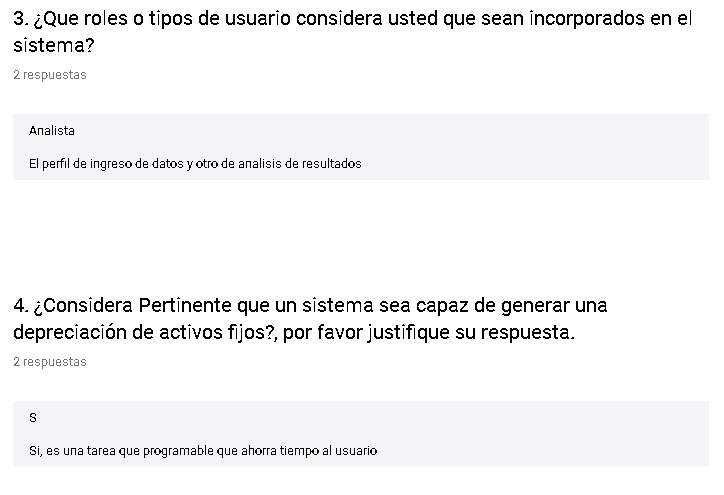 3. ¿Que roles o tipos de usuario considera usted que sean incorporados en el
sistema?
2 respuestas
Analista
El perfil de ingreso de datos y otro de analisis de resultados
4. ¿Considera Pertinente que un sistema sea capaz de generar una
depreciación de activos fijos?, por favor justifique su respuesta.
2 respuestas
S
Si, es una tarea que programable que ahorra tiempo al usuario